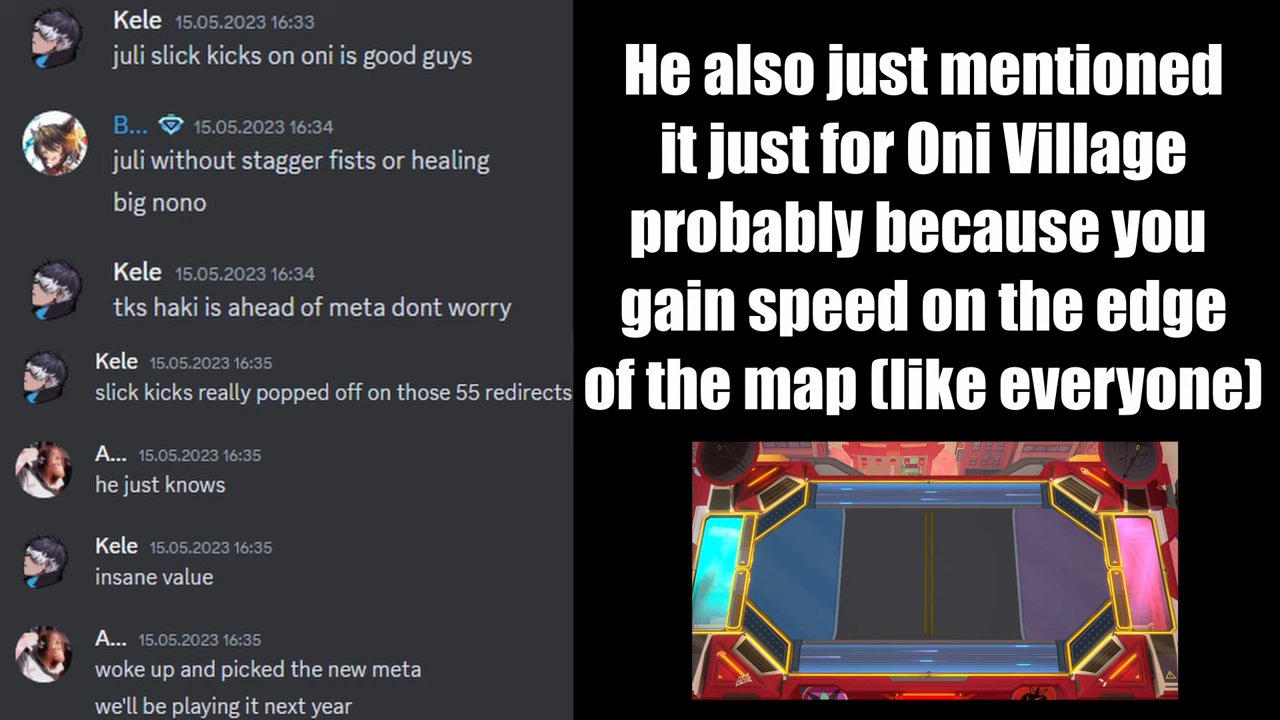 Kele 15.05.2023 16:33
juli slick kicks on oni is good guys
B... 15.05.2023 16:34
juli without stagger fists or healing
big nono
Kele 15.05.2023 16:34
tks haki is ahead of meta dont worry
Kele 15.05.2023 16:35
slick kicks really popped off on those 55 redirects
A... 15.05.2023 16:35
he just knows
Kele 15.05.2023 16:35
insane value
A... 15.05.2023 16:35
woke up and picked the new meta
we'll be playing it next year
He also just mentioned
it just for Oni Village
probably because you
gain speed on the edge
of the map (like everyone)